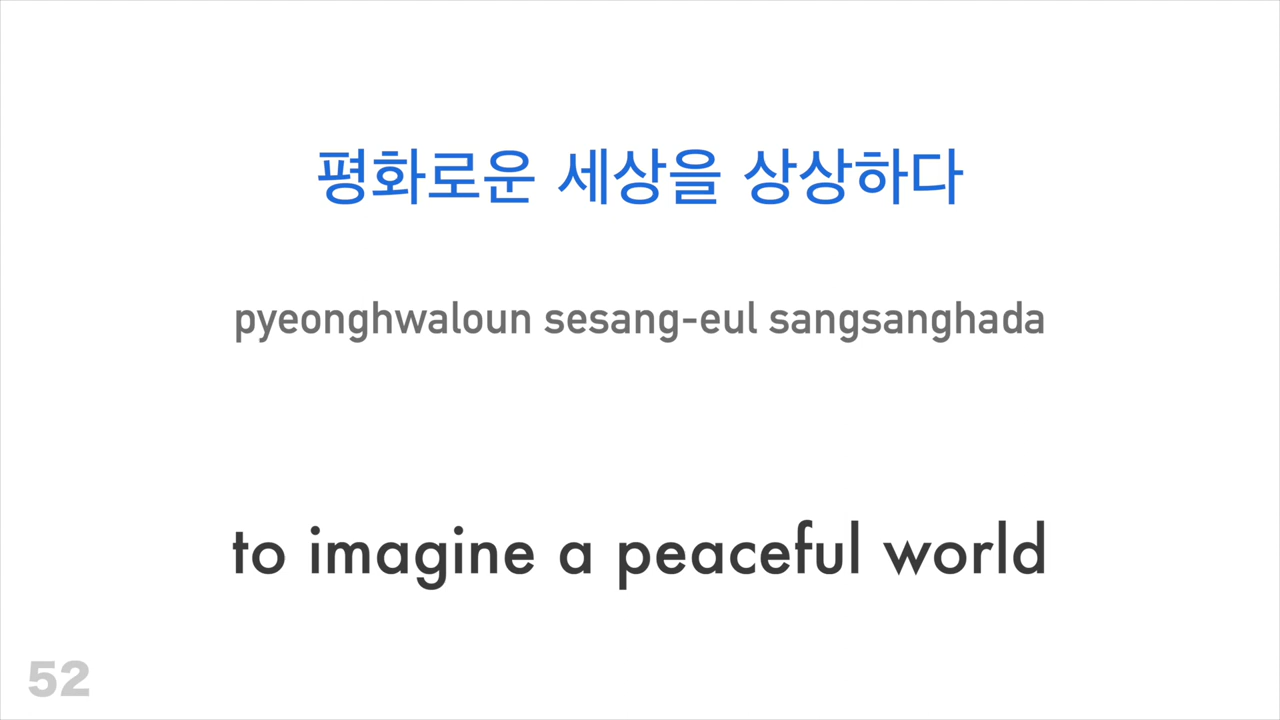 평화로운 세상을 상상하다
pyeonghwaloun sesang-eul sangsanghada
to imagine a peaceful world
52